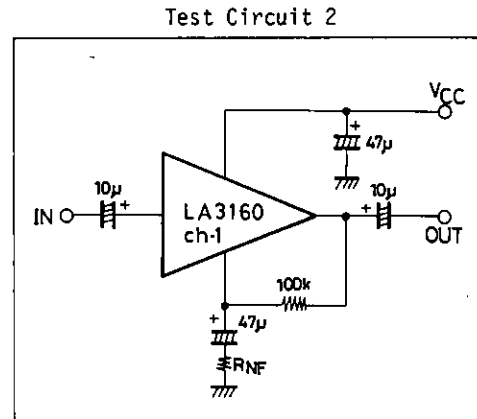 Test Circuit 2
VCC
+
47μ
10μ
+
IN
LA3160
ch-1
+
10μ
OUT
100k
+
47μ
RNF